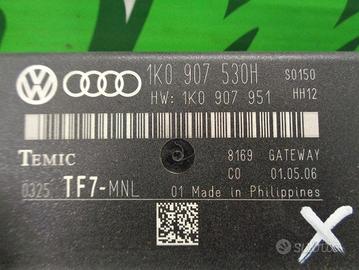 1K0 907 530H S0150
HW: 1K0 907 951 HH12
TEMIC 8169 GATEWAY
C0 01.05.06
0325 TF7-MNL 01 Made in Philippines
X
subito